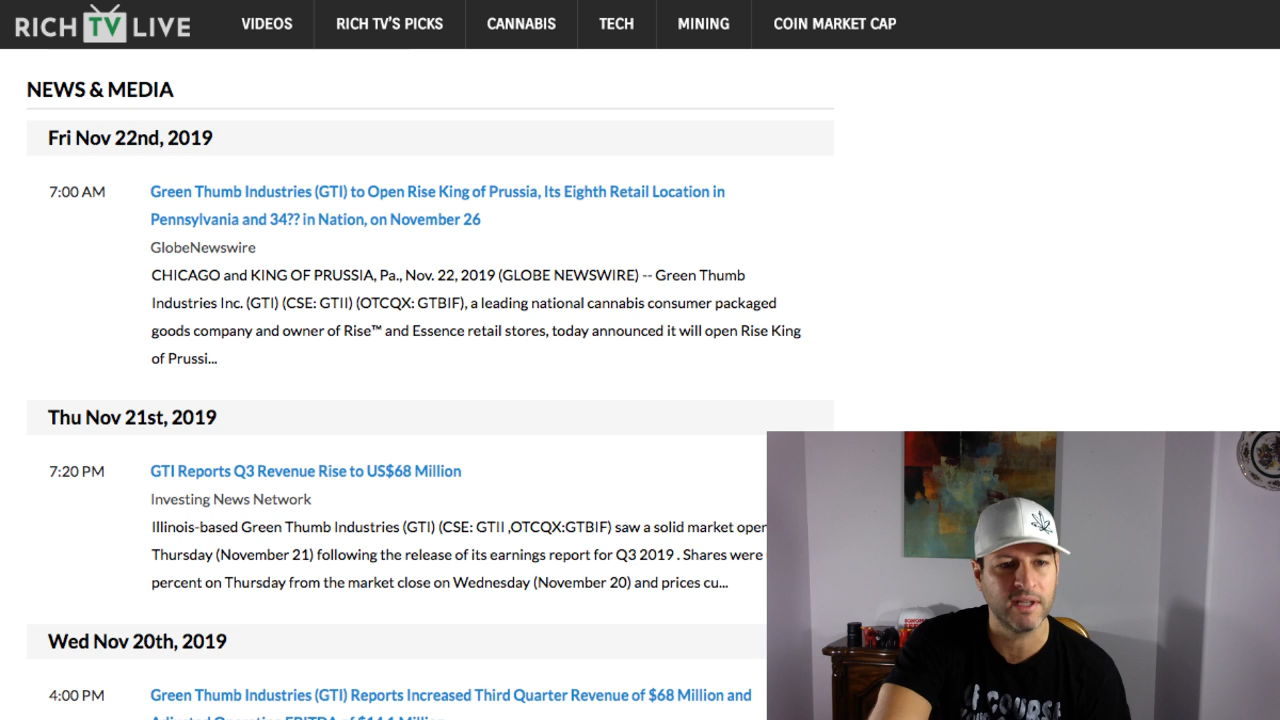 RICH TV LIVE
VIDEOS
RICH TV'S PICKS
CANNABIS
TECH
MINING
COIN MARKET CAP
NEWS & MEDIA
Fri Nov 22nd, 2019
7:00 AM
Green Thumb Industries (GTI) to Open Rise King of Prussia, Its Eighth Retail Location in
Pennsylvania and 34?? in Nation, on November 26
GlobeNewswire
CHICAGO and KING OF PRUSSIA, Pa., Nov. 22, 2019 (GLOBE NEWSWIRE) -- Green Thumb
Industries Inc. (GTI) (CSE: GTII) (OTCQX: GTBIF), a leading national cannabis consumer packaged
goods company and owner of Rise™ and Essence retail stores, today announced it will open Rise King
of Prussi...
Thu Nov 21st, 2019
7:20 PM
GTI Reports Q3 Revenue Rise to US$68 Million
Investing News Network
Illinois-based Green Thumb Industries (GTI) (CSE: GTII ,OTCQX:GTBIF) saw a solid market oper
Thursday (November 21) following the release of its earnings report for Q3 2019 . Shares were
percent on Thursday from the market close on Wednesday (November 20) and prices cu...
Wed Nov 20th, 2019
4:00 PM
Green Thumb Industries (GTI) Reports Increased Third Quarter Revenue of $68 Million and
Adjusted Operating EBITDA of $14.1 Million
COURSE